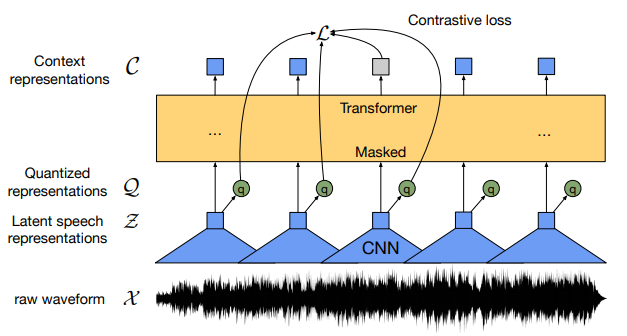 Contrastive loss
ℒ
Context
representations 𝒞
Transformer
... ...
Masked
Quantized
representations 𝒬
q q q q q
Latent speech
representations 𝒵
CNN
raw waveform 𝒳